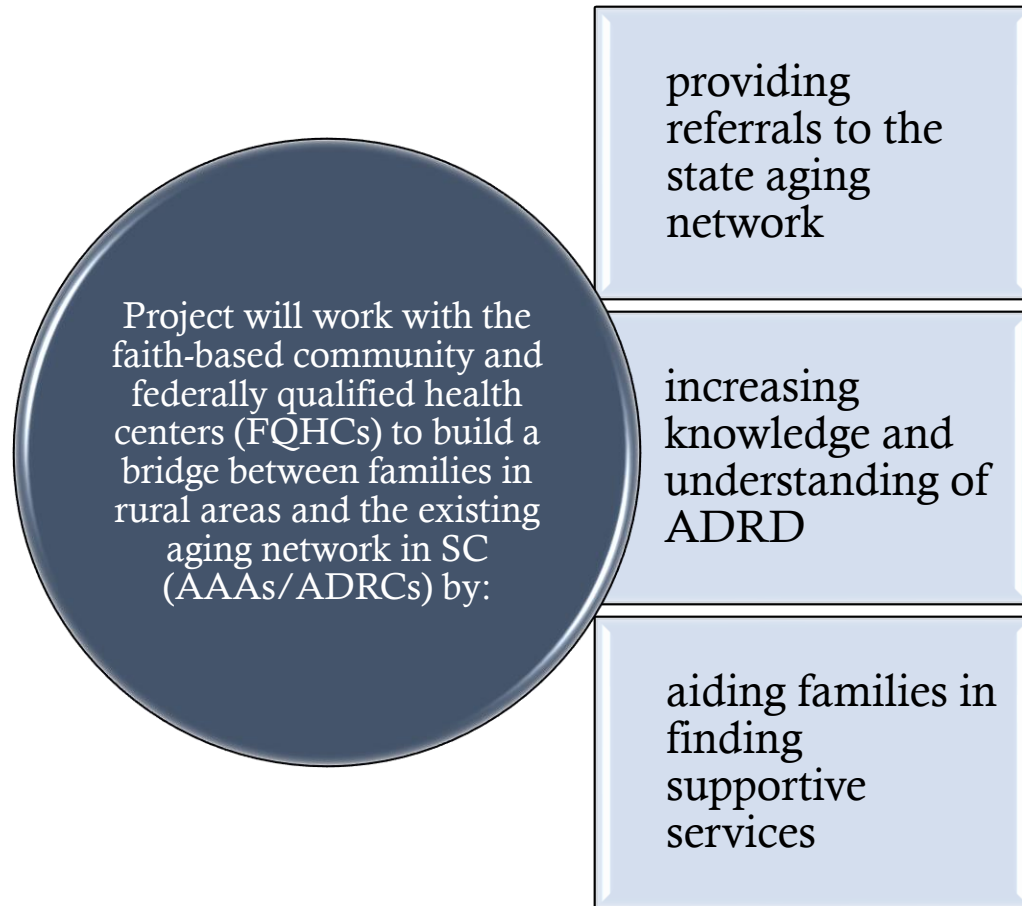 Project will work with the
faith-based community and
federally qualified health
centers (FQHCs) to build a
bridge between families in
rural areas and the existing
aging network in SC
(AAAs/ADRCs) by:
providing
referrals to the
state aging
network
increasing
knowledge and
understanding of
ADRD
aiding families in
finding
supportive
services